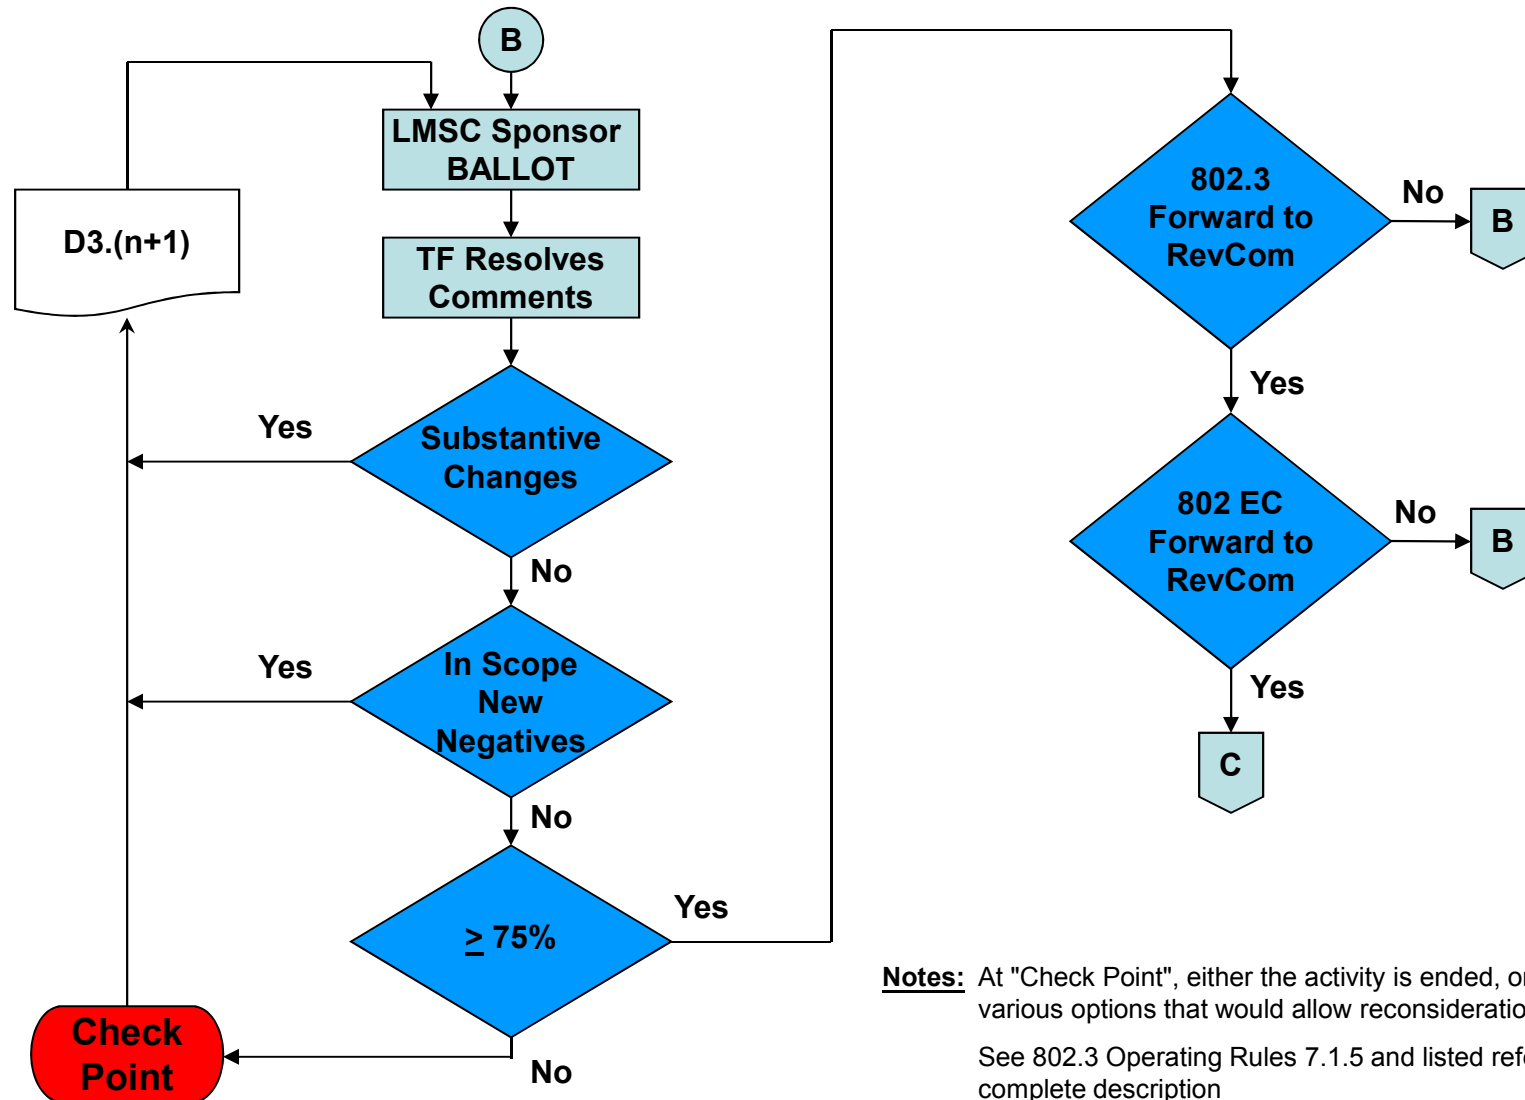 B
LMSC Sponsor
BALLOT
D3.(n+1)
TF Resolves
Comments
Yes
Substantive
Changes
No
Yes
In Scope
New
Negatives
No
≥ 75%
Yes
No
Check
Point
802.3
Forward to
RevCom
No
B
Yes
802 EC
Forward to
RevCom
No
B
Yes
C
Notes: At "Check Point", either the activity is ended, or
various options that would allow
See 802.3 Operating Rules 7.1.5 and listed
complete description